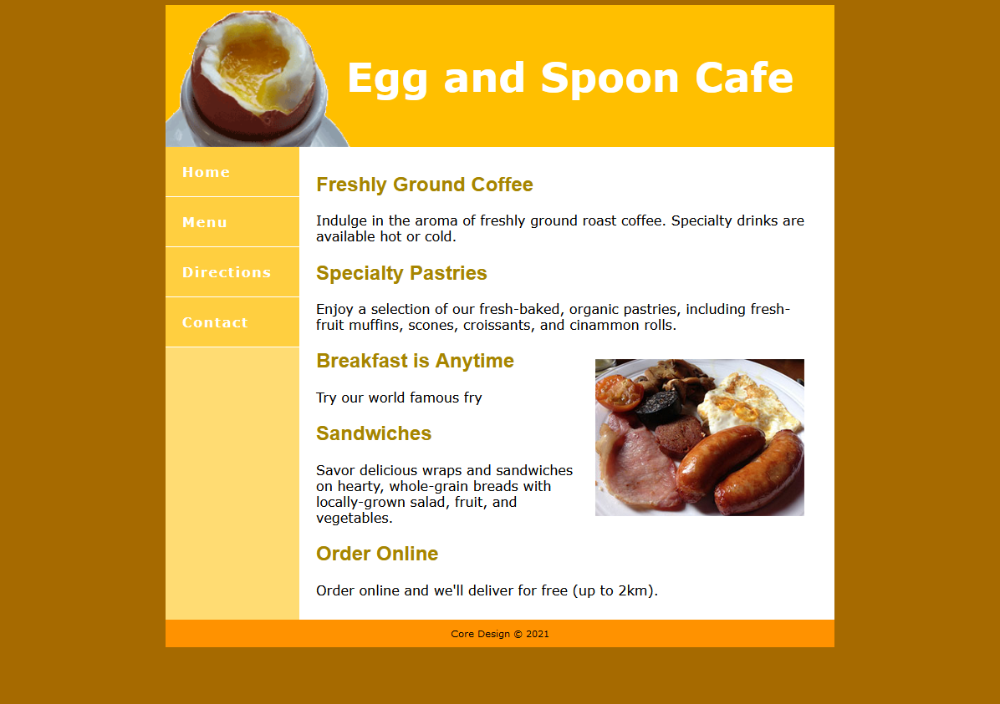 Egg and Spoon Cafe
Home
Menu
Directions
Contact
Freshly Ground Coffee
Indulge in the aroma of freshly ground roast coffee. Specialty drinks are
available hot or cold.
Specialty Pastries
Enjoy a selection of our fresh-baked, organic pastries, including fresh-
fruit muffins, scones, croissants, and cinammon rolls.
Breakfast is Anytime
Try our world famous fry
Sandwiches
Savor delicious wraps and sandwiches
on hearty, whole-grain breads with
locally-grown salad, fruit, and
vegetables.
Order Online
Order online and we'll deliver for free (up to 2km).
Core Design © 2021